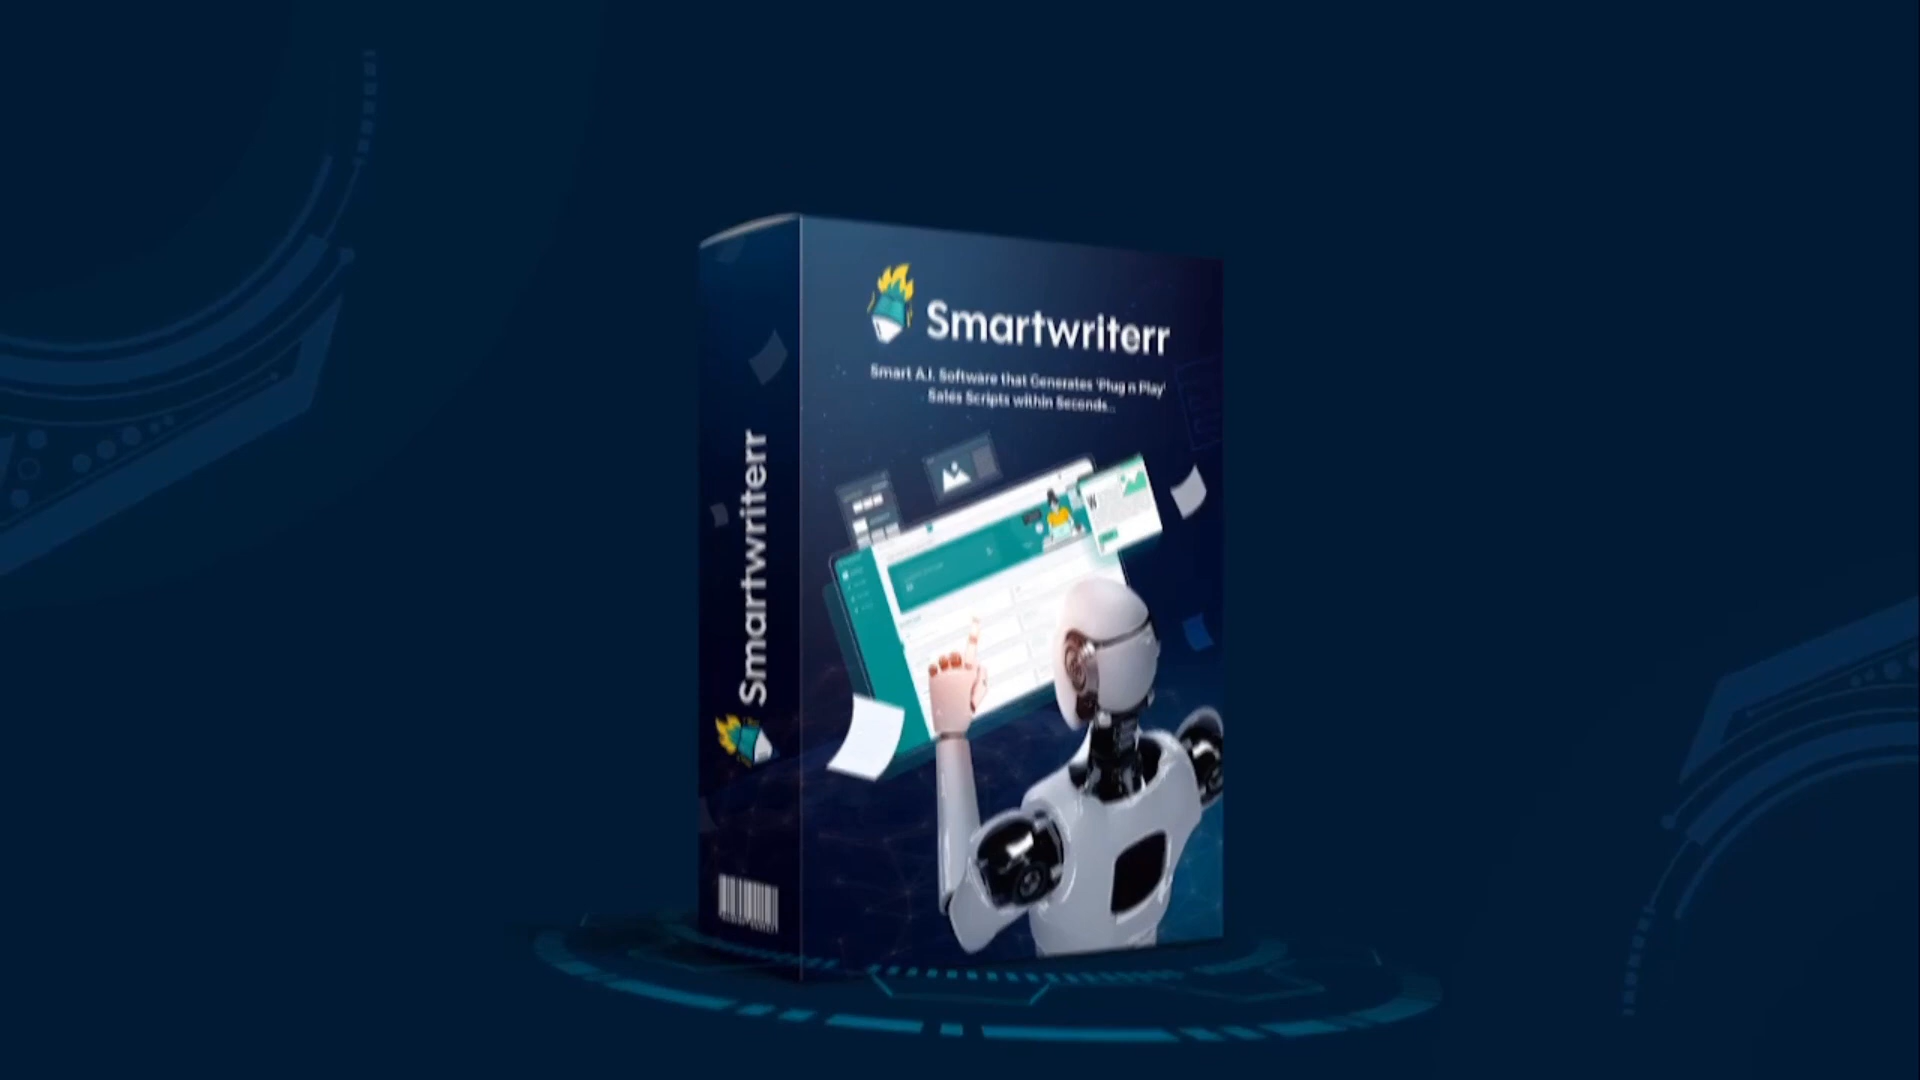 Smartwriterr
Smart A.I. Software that Generates 'Plug n Play'
Sales Scripts within Seconds...
W
Smartwriterr